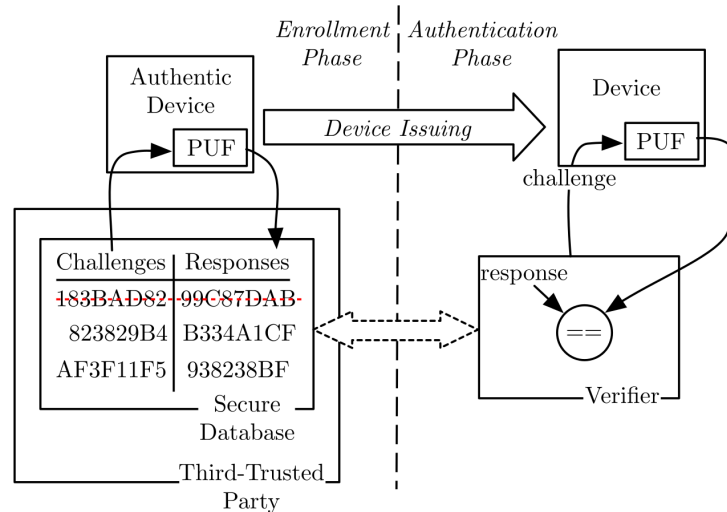 Enrollment
Phase
Authentication
Phase
Authentic
Device
PUF
Device Issuing
Device
PUF
challenge
Challenges Responses
183BAD82 99C87DAB
823829B4 B334A1CF
AF3F11F5 938238BF
Secure
Database
Third-Trusted
Party
response
==
Verifier